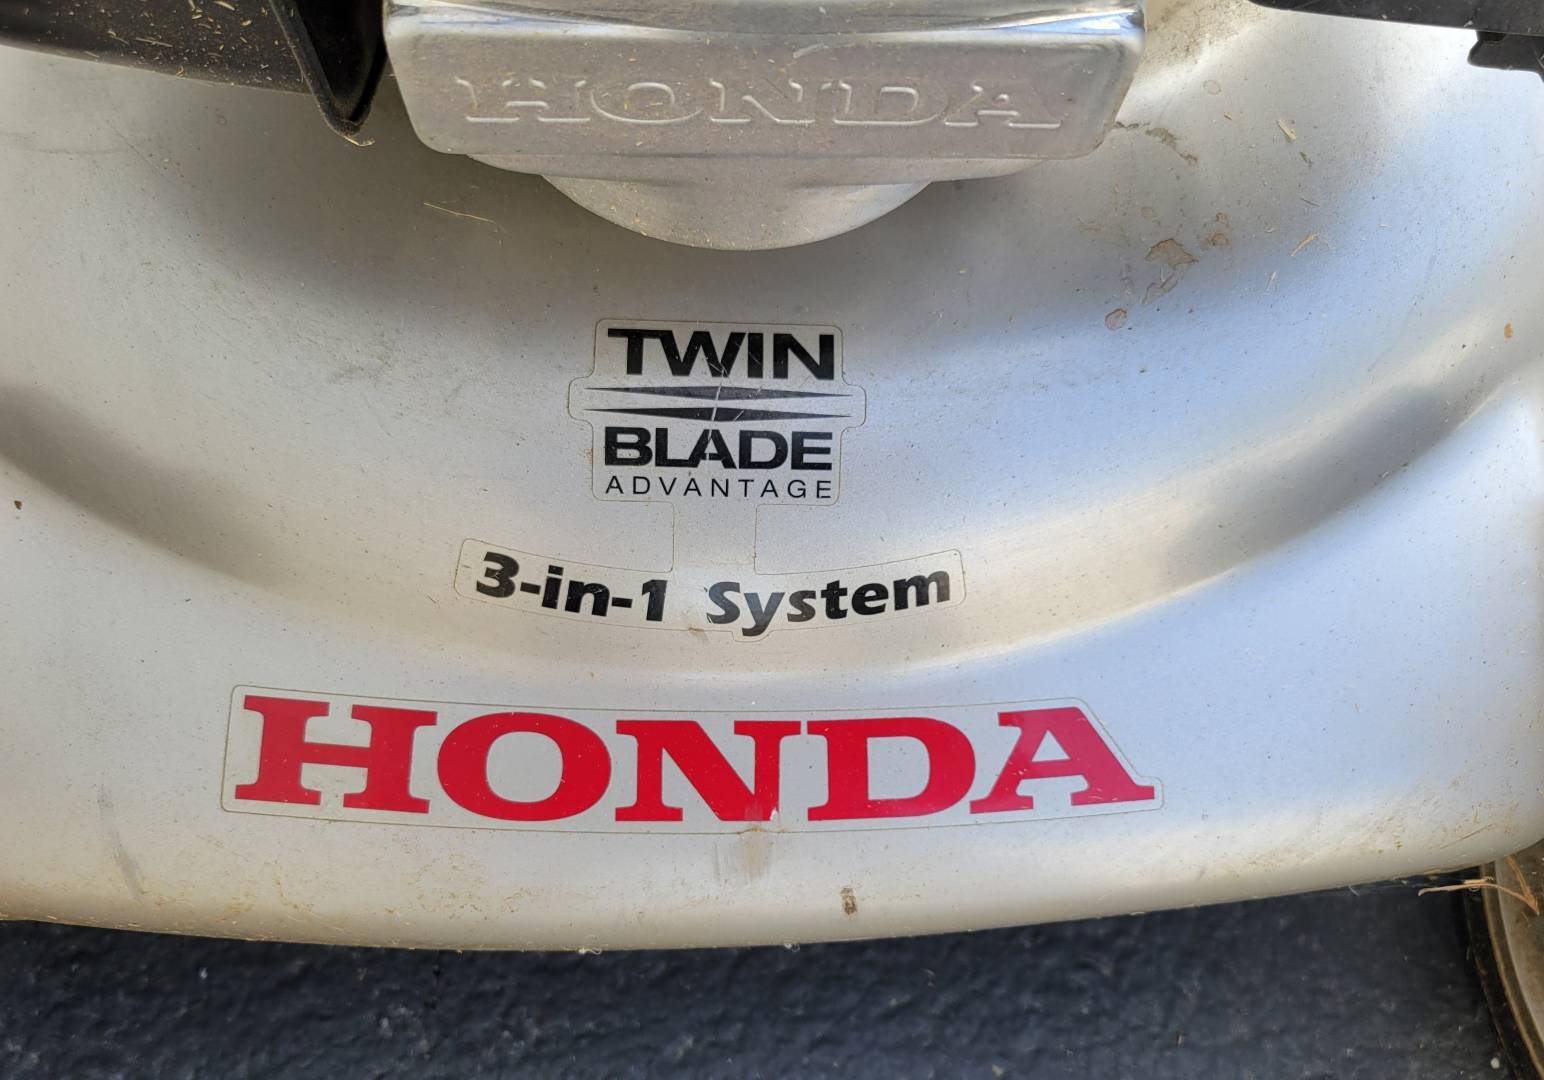 HONDA
TWIN
BLADE
ADVANTAGE
3-in-1 System
HONDA